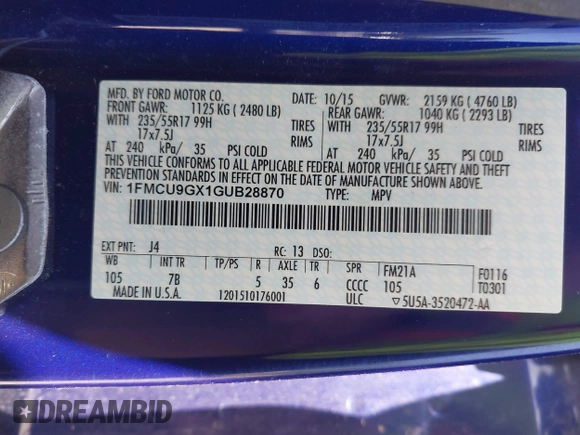 MFD. BY FORD MOTOR CO. DATE: 10/15 GVWR: 2159 KG ( 4760 LB)
FRONT GAWR: 1125 KG ( 2480 LB) REAR GAWR: 1040 KG ( 2293 LB)
WITH 235/55R17 99H TIRES WITH 235/55R17 99H TIRES
17x7.5J RIMS 17x7.5J RIMS
AT 240 kPa/ 35 PSI COLD AT 240 kPa/ 35 PSI COLD
THIS VEHICLE CONFORMS TO ALL APPLICABLE FEDERAL MOTOR VEHICLE SAFETY AND THEFT
PREVENTION STANDARDS IN EFFECT ON THE DATE OF MANUFACTURE SHOWN ABOVE.
VIN: 1FMCU9GX1GUB28870 TYPE: MPV
EXT PNT: J4 RC: 13 DSO:
WB INT TR TP/PS R AXLE TR SPR FM21A F0116
105 7B 5 35 6 CCCC 105 T0301
MADE IN U.S.A. 1201510176001 ULC ▽5U5A-3520472-AA
DREAMBID